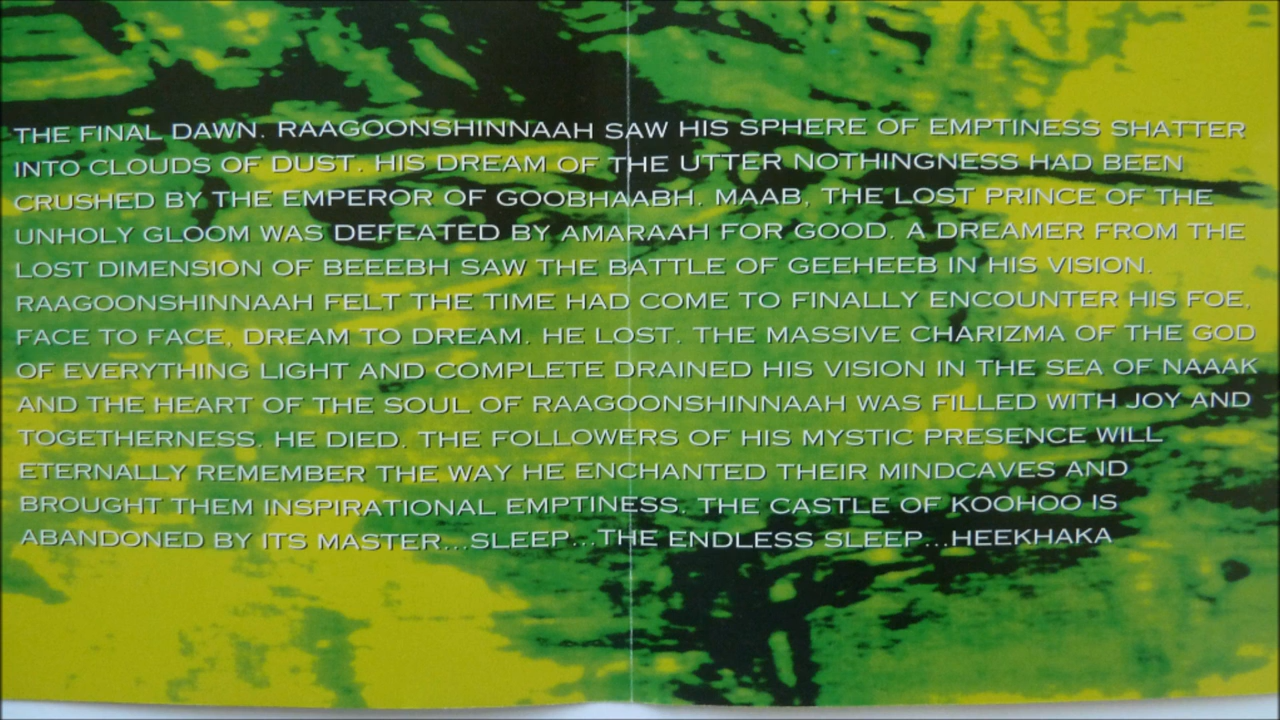 THE FINAL DAWN. RAAGOONSHINNAAH SAW HIS SPHERE OF EMPTINESS SHATTER
INTO CLOUDS OF DUST. HIS DREAM OF THE UTTER NOTHINGNESS HAD BEEN
CRUSHED BY THE EMPEROR OF GOOBHAABH. MAAB, THE LOST PRINCE OF THE
UNHOLY GLOOM WAS DEFEATED BY AMARAAH FOR GOOD. A DREAMER FROM THE
LOST DIMENSION OF BEEEBH SAW THE BATTLE OF GEEHEEB IN HIS VISION.
RAAGOONSHINNAAH FELT THE TIME HAD COME TO FINALLY ENCOUNTER HIS FOE,
FACE TO FACE, DREAM TO DREAM. HE LOST. THE MASSIVE CHARIZMA OF THE GOD
OF EVERYTHING LIGHT AND COMPLETE DRAINED HIS VISION IN THE SEA OF NAAAK
AND THE HEART OF THE SOUL OF RAAGOONSHINNAAH WAS FILLED WITH JOY AND
TOGETHERNESS. HE DIED. THE FOLLOWERS OF HIS MYSTIC PRESENCE WILL
ETERNALLY REMEMBER THE WAY HE ENCHANTED THEIR MINDCAVES AND
BROUGHT THEM INSPIRATIONAL EMPTINESS. THE CASTLE OF KOOHOO IS
ABANDONED BY ITS MASTER...SLEEP...THE ENDLESS SLEEP...HEEKHAKA